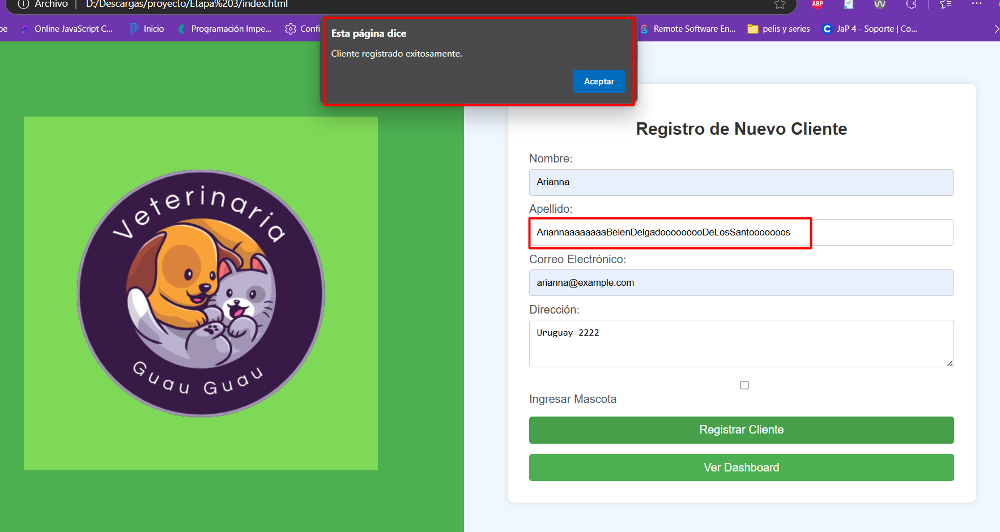 Archivo D:/Descargas/proyecto/Etapa%203/index.html
ABP
be Online JavaScript C... Inicio Programación Impe... Confi Remote Software En... pelis y series JaP 4 - Soporte | Co...
Esta página dice
Cliente registrado exitosamente.
Aceptar
Veterinaria
Guau Guau
Registro de Nuevo Cliente
Nombre:
Arianna
Apellido:
AriannaaaaaaaaBelenDelgadooooooooDeLosSantooooooos
Correo Electrónico:
arianna@example.com
Dirección:
Uruguay 2222
Ingresar Mascota
Registrar Cliente
Ver Dashboard